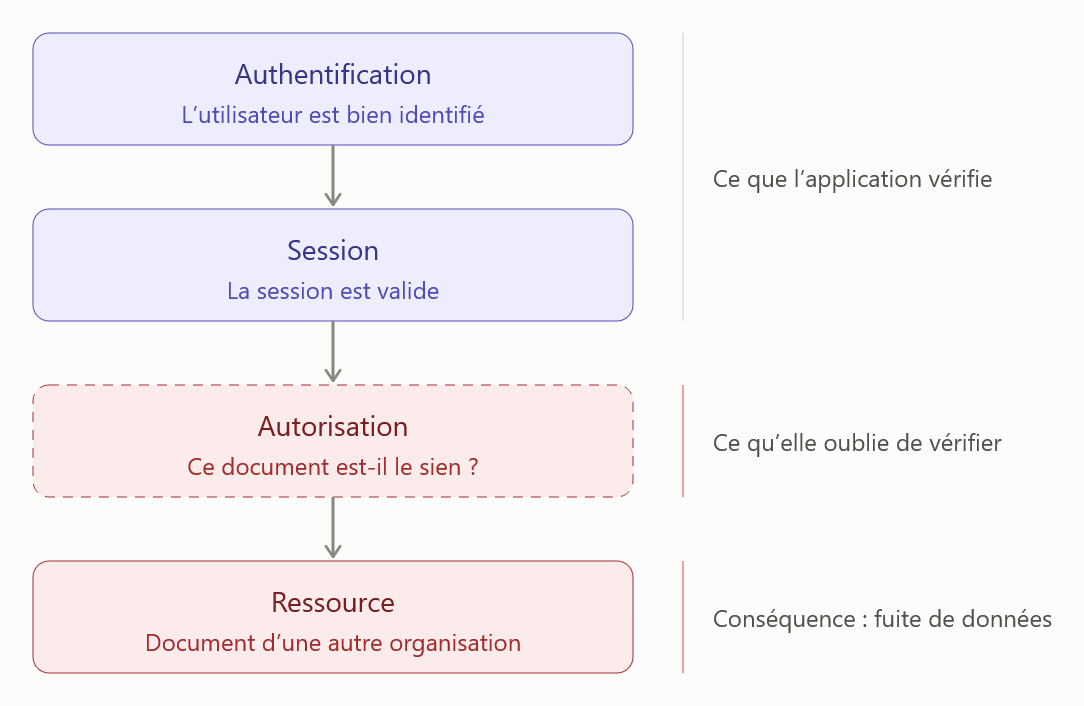 Authentification
L’utilisateur est bien identifié
Ce que l’application vérifie
Session
La session est valide
Autorisation
Ce document est-il le sien ?
Ce qu’elle oublie de vérifier
Ressource
Document d’une autre organisation
Conséquence : fuite de données